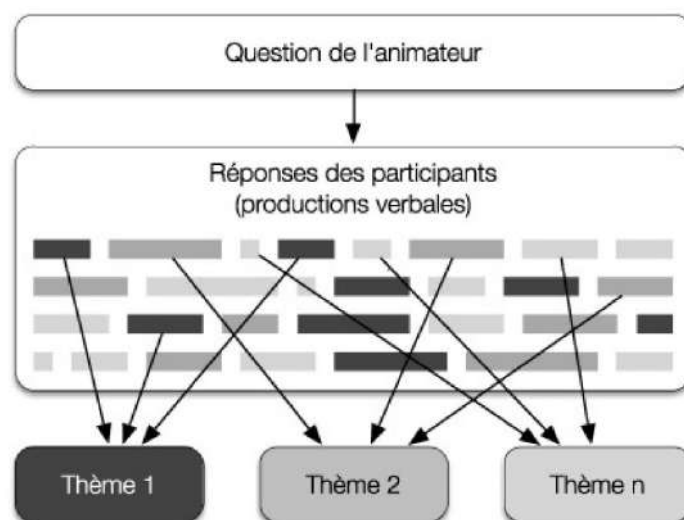 Question de l'animateur
Réponses des participants
(productions verbales)
Thème 1
Thème 2
Thème n